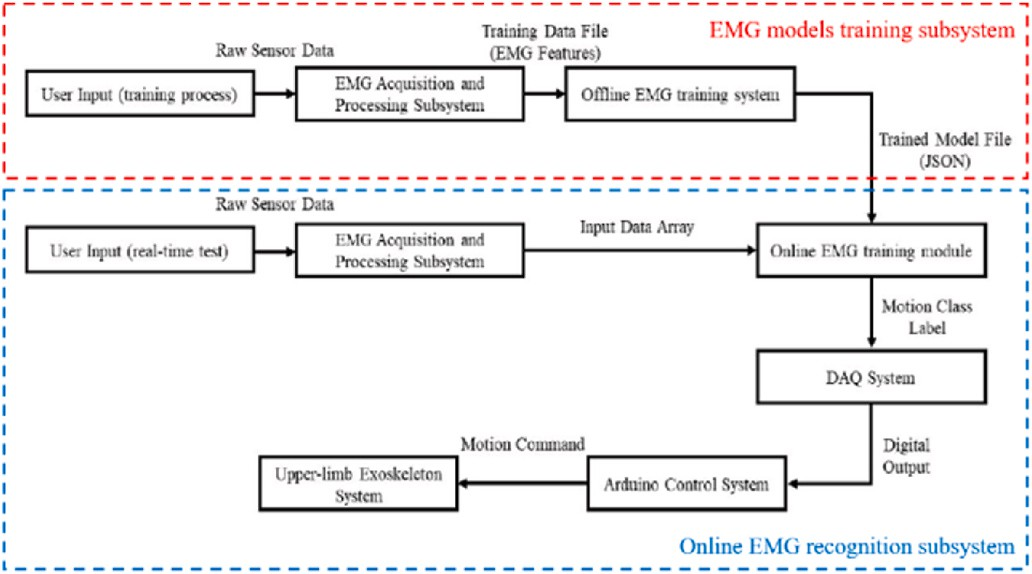 EMG models training subsystem
Training Data File
(EMG Features)
Raw Sensor Data
User Input (training process)
EMG Acquisition and
Processing Subsystem
Offline EMG training system
Trained Model File
(JSON)
Raw Sensor Data
User Input (real-time test)
EMG Acquisition and
Processing Subsystem
Input Data Array
Online EMG training module
Motion Class
Label
DAQ System
Digital
Output
Motion Command
Upper-limb Exoskeleton
System
Arduino Control System
Online EMG recognition subsystem